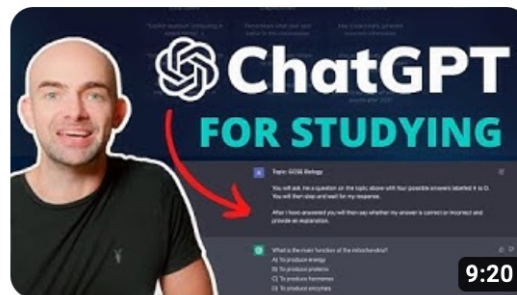 ChatGPT
FOR STUDYING
Topic: GCSE Biology
You will ask me a question on the topic above with four possible answers labelled A to D.
You will then stop and wait for my response.
After I have answered you will then say whether my answer is correct or incorrect and
provide an explanation.
What is the main function of the mitochondria?
A) To produce energy
B) To produce proteins
C) To produce hormones
D) To produce enzymes
9:20